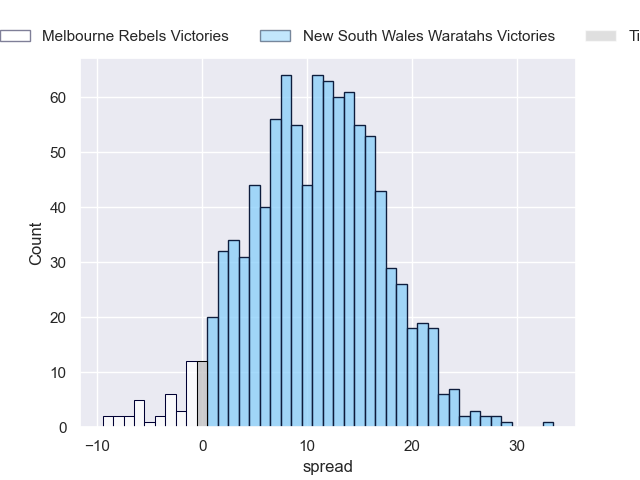 Melbourne Rebels Victories New South Wales Waratahs Victories Ti
60
50
40
30
20
10
0
Count
−10 0 10 20 30
spread